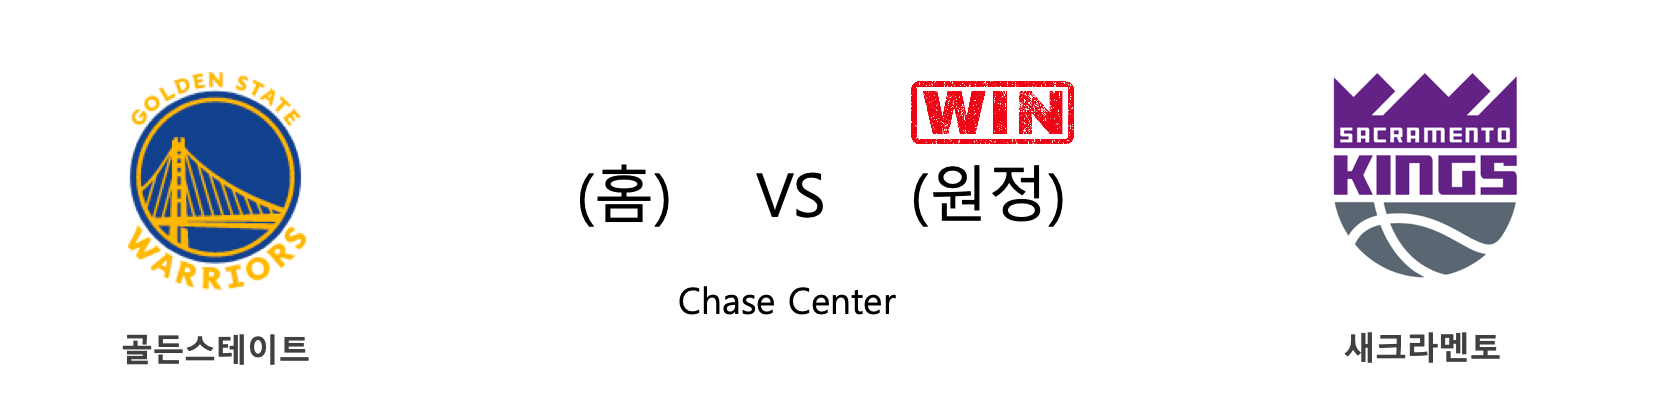 GOLDEN STATE
WARRIORS
골든스테이트
WIN
(홈) VS (원정)
Chase Center
SACRAMENTO
KINGS
새크라멘토